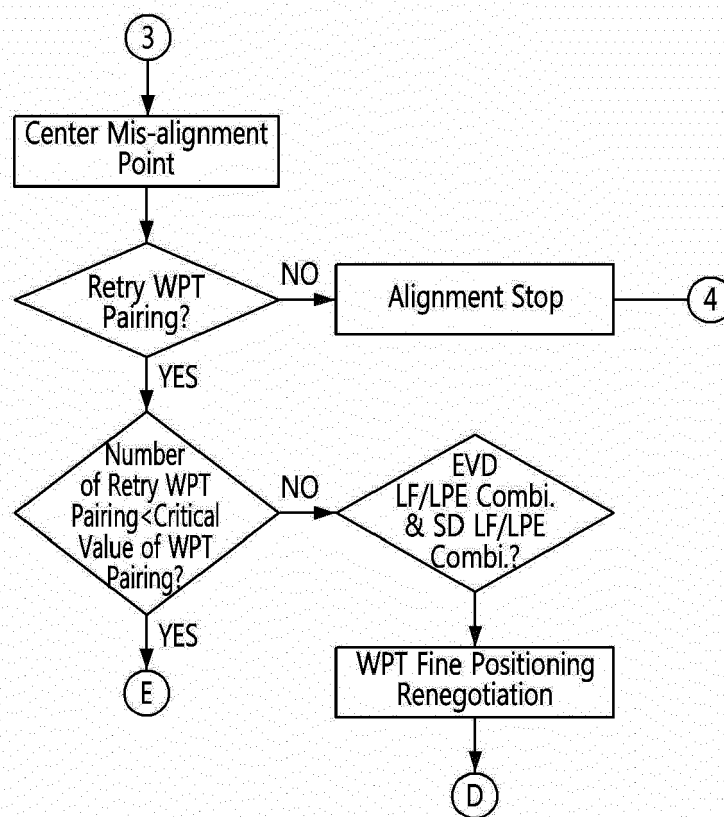 3
Center Mis-alignment
Point
Retry WPT
Pairing?
NO
Alignment Stop
4
YES
Number
of Retry WPT
Pairing<Critical
Value of WPT
Pairing?
NO
EVD
LF/LPE Combi.
& SD LF/LPE
Combi.?
YES
E
WPT Fine Positioning
Renegotiation
D